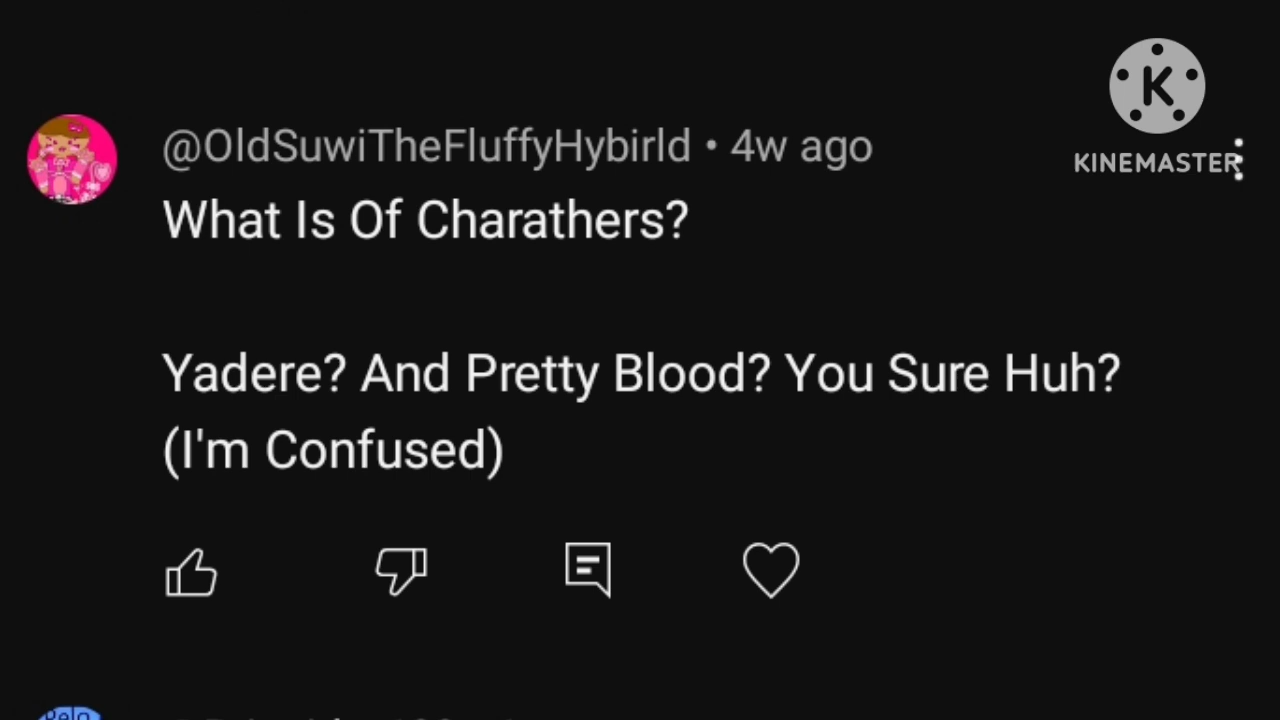 K
KINEMASTER
@OldSuwiTheFluffyHybirld • 4w ago
What Is Of Charathers?
Yadere? And Pretty Blood? You Sure Huh?
(I'm Confused)